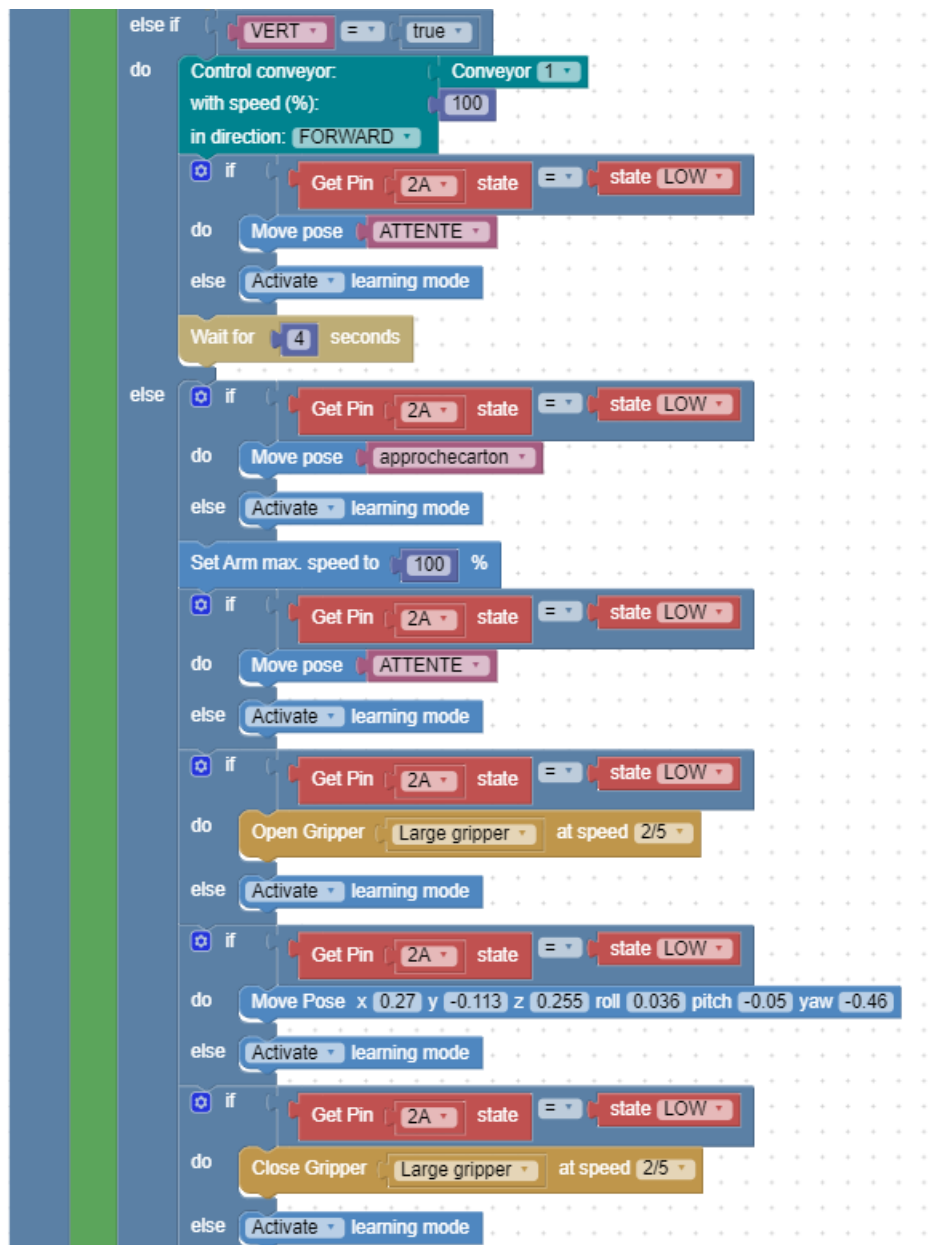 else if VERT = true
do Control conveyor: Conveyor 1
with speed (%): 100
in direction: FORWARD
if Get Pin 2A state = state LOW
do Move pose ATTENTE
else Activate learning mode
Wait for 4 seconds
else if Get Pin 2A state = state LOW
do Move pose approchecarton
else Activate learning mode
Set Arm max. speed to 100 %
if Get Pin 2A state = state LOW
do Move pose ATTENTE
else Activate learning mode
if Get Pin 2A state = state LOW
do Open Gripper Large gripper at speed 2/5
else Activate learning mode
if Get Pin 2A state = state LOW
do Move Pose x 0.27 y -0.113 z 0.255 roll 0.036 pitch -0.05 yaw -0.46
else Activate learning mode
if Get Pin 2A state = state LOW
do Close Gripper Large gripper at speed 2/5
else Activate learning mode